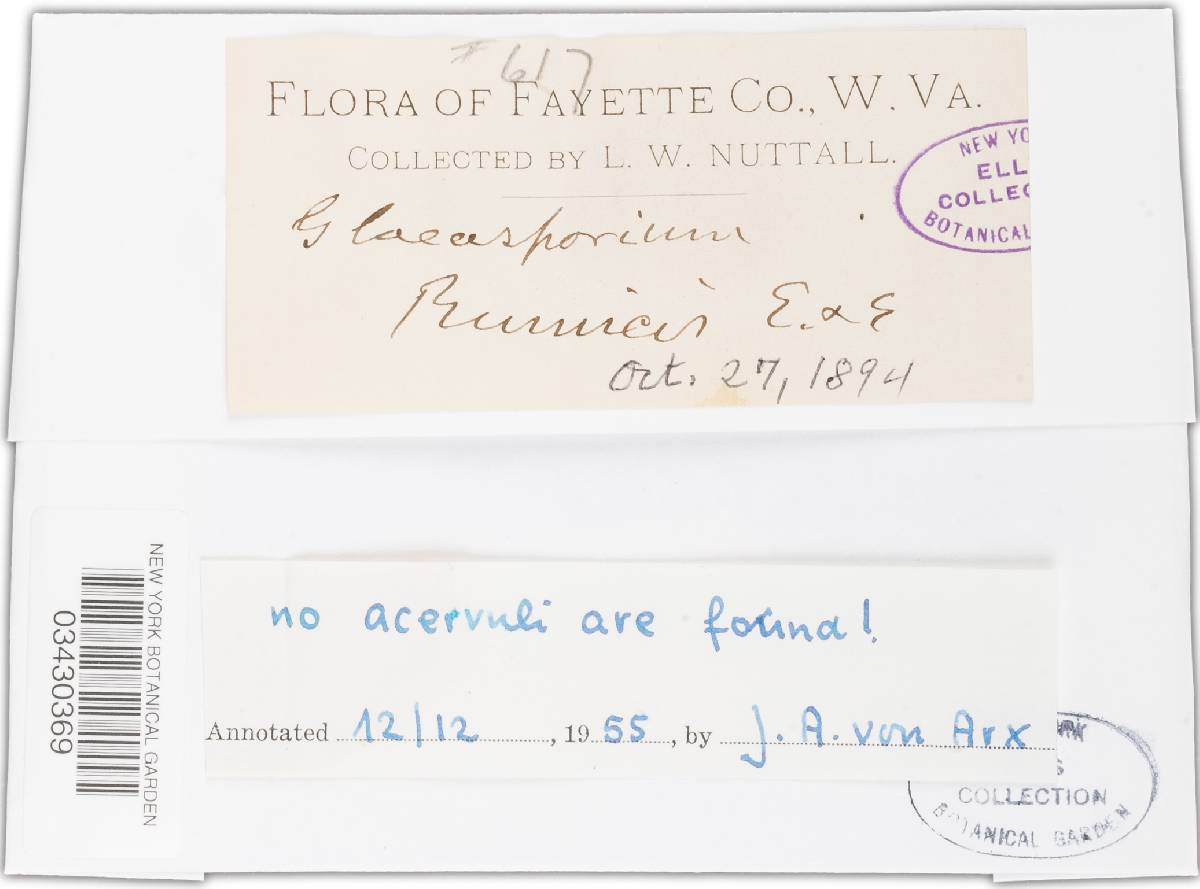 # 617
FLORA OF FAYETTE CO., W. VA.
COLLECTED BY L. W. NUTTALL.
Gloeosporium
Rumicis E. & E
Oct. 27, 1894
NEW YO
ELL
COLLEC
BOTANICAL
NEW YORK BOTANICAL GARDEN
03430369
no acervuli are found!
Annotated 12/12, 1955, by J. A. von Arx
RK
S
COLLECTION
BOTANICAL GARDEN